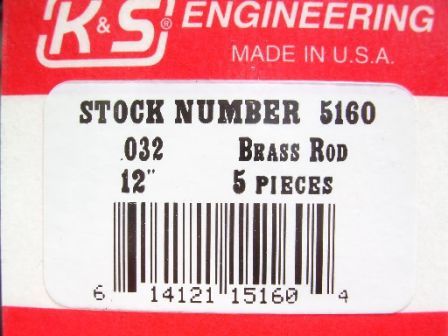 K&S® ENGINEERING
MADE IN U.S.A.
STOCK NUMBER 5160
.032 BRASS ROD
12" 5 PIECES
6 14121 15160 4